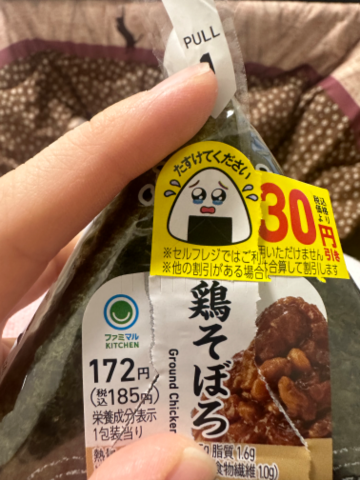 PULL
1
たすけてください
30円引き
税込価格より
※セルフレジではご利用いただけません
※他の割引がある場合は合算して割引します
ファミマル
KITCHEN
鶏そぼろ
Ground Chicken
172円
(税込185円)
栄養成分表示
1包装当り
脂質 1.6g
食物繊維 1.0g)